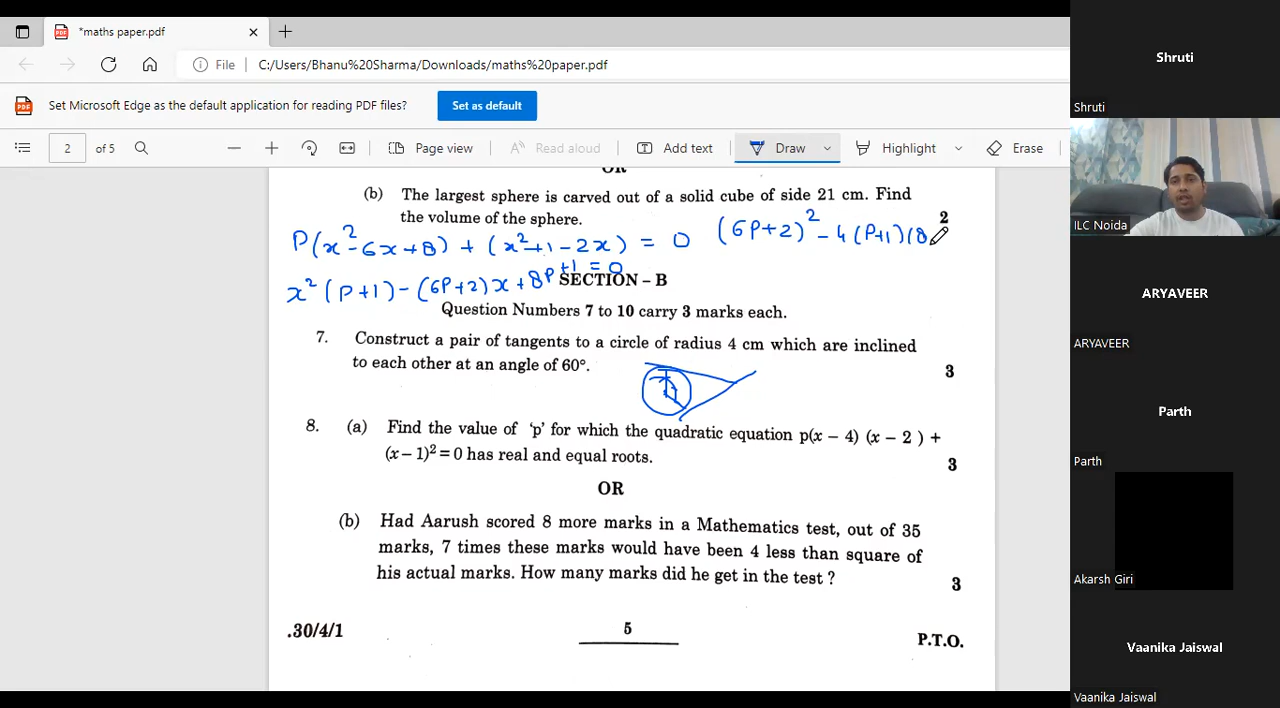 *maths paper.pdf
File C:/Users/Bhanu%20Sharma/Downloads/maths%20paper.pdf
Set Microsoft Edge as the default application for reading PDF files? Set as default
2 of 5 Page view Read aloud Add text Draw Highlight Erase
OR
(b) The largest sphere is carved out of a solid cube of side 21 cm. Find
the volume of the sphere. 2
P(x² - 6x + 8) + (x² + 1 - 2x) = 0 (6P+2)² - 4(P+1)(8
x²(P+1) - (6P+2)x + 8P+1 = 0
SECTION – B
Question Numbers 7 to 10 carry 3 marks each.
7. Construct a pair of tangents to a circle of radius 4 cm which are inclined
to each other at an angle of 60°. 3
8. (a) Find the value of ‘p’ for which the quadratic equation p(x – 4) (x – 2 ) +
(x – 1)² = 0 has real and equal roots. 3
OR
(b) Had Aarush scored 8 more marks in a Mathematics test, out of 35
marks, 7 times these marks would have been 4 less than square of
his actual marks. How many marks did he get in the test ? 3
.30/4/1 5 P.T.O.
Shruti
Shruti
ILC Noida
ARYAVEER
ARYAVEER
Parth
Parth
Akarsh Giri
Vaanika Jaiswal
Vaanika Jaiswal